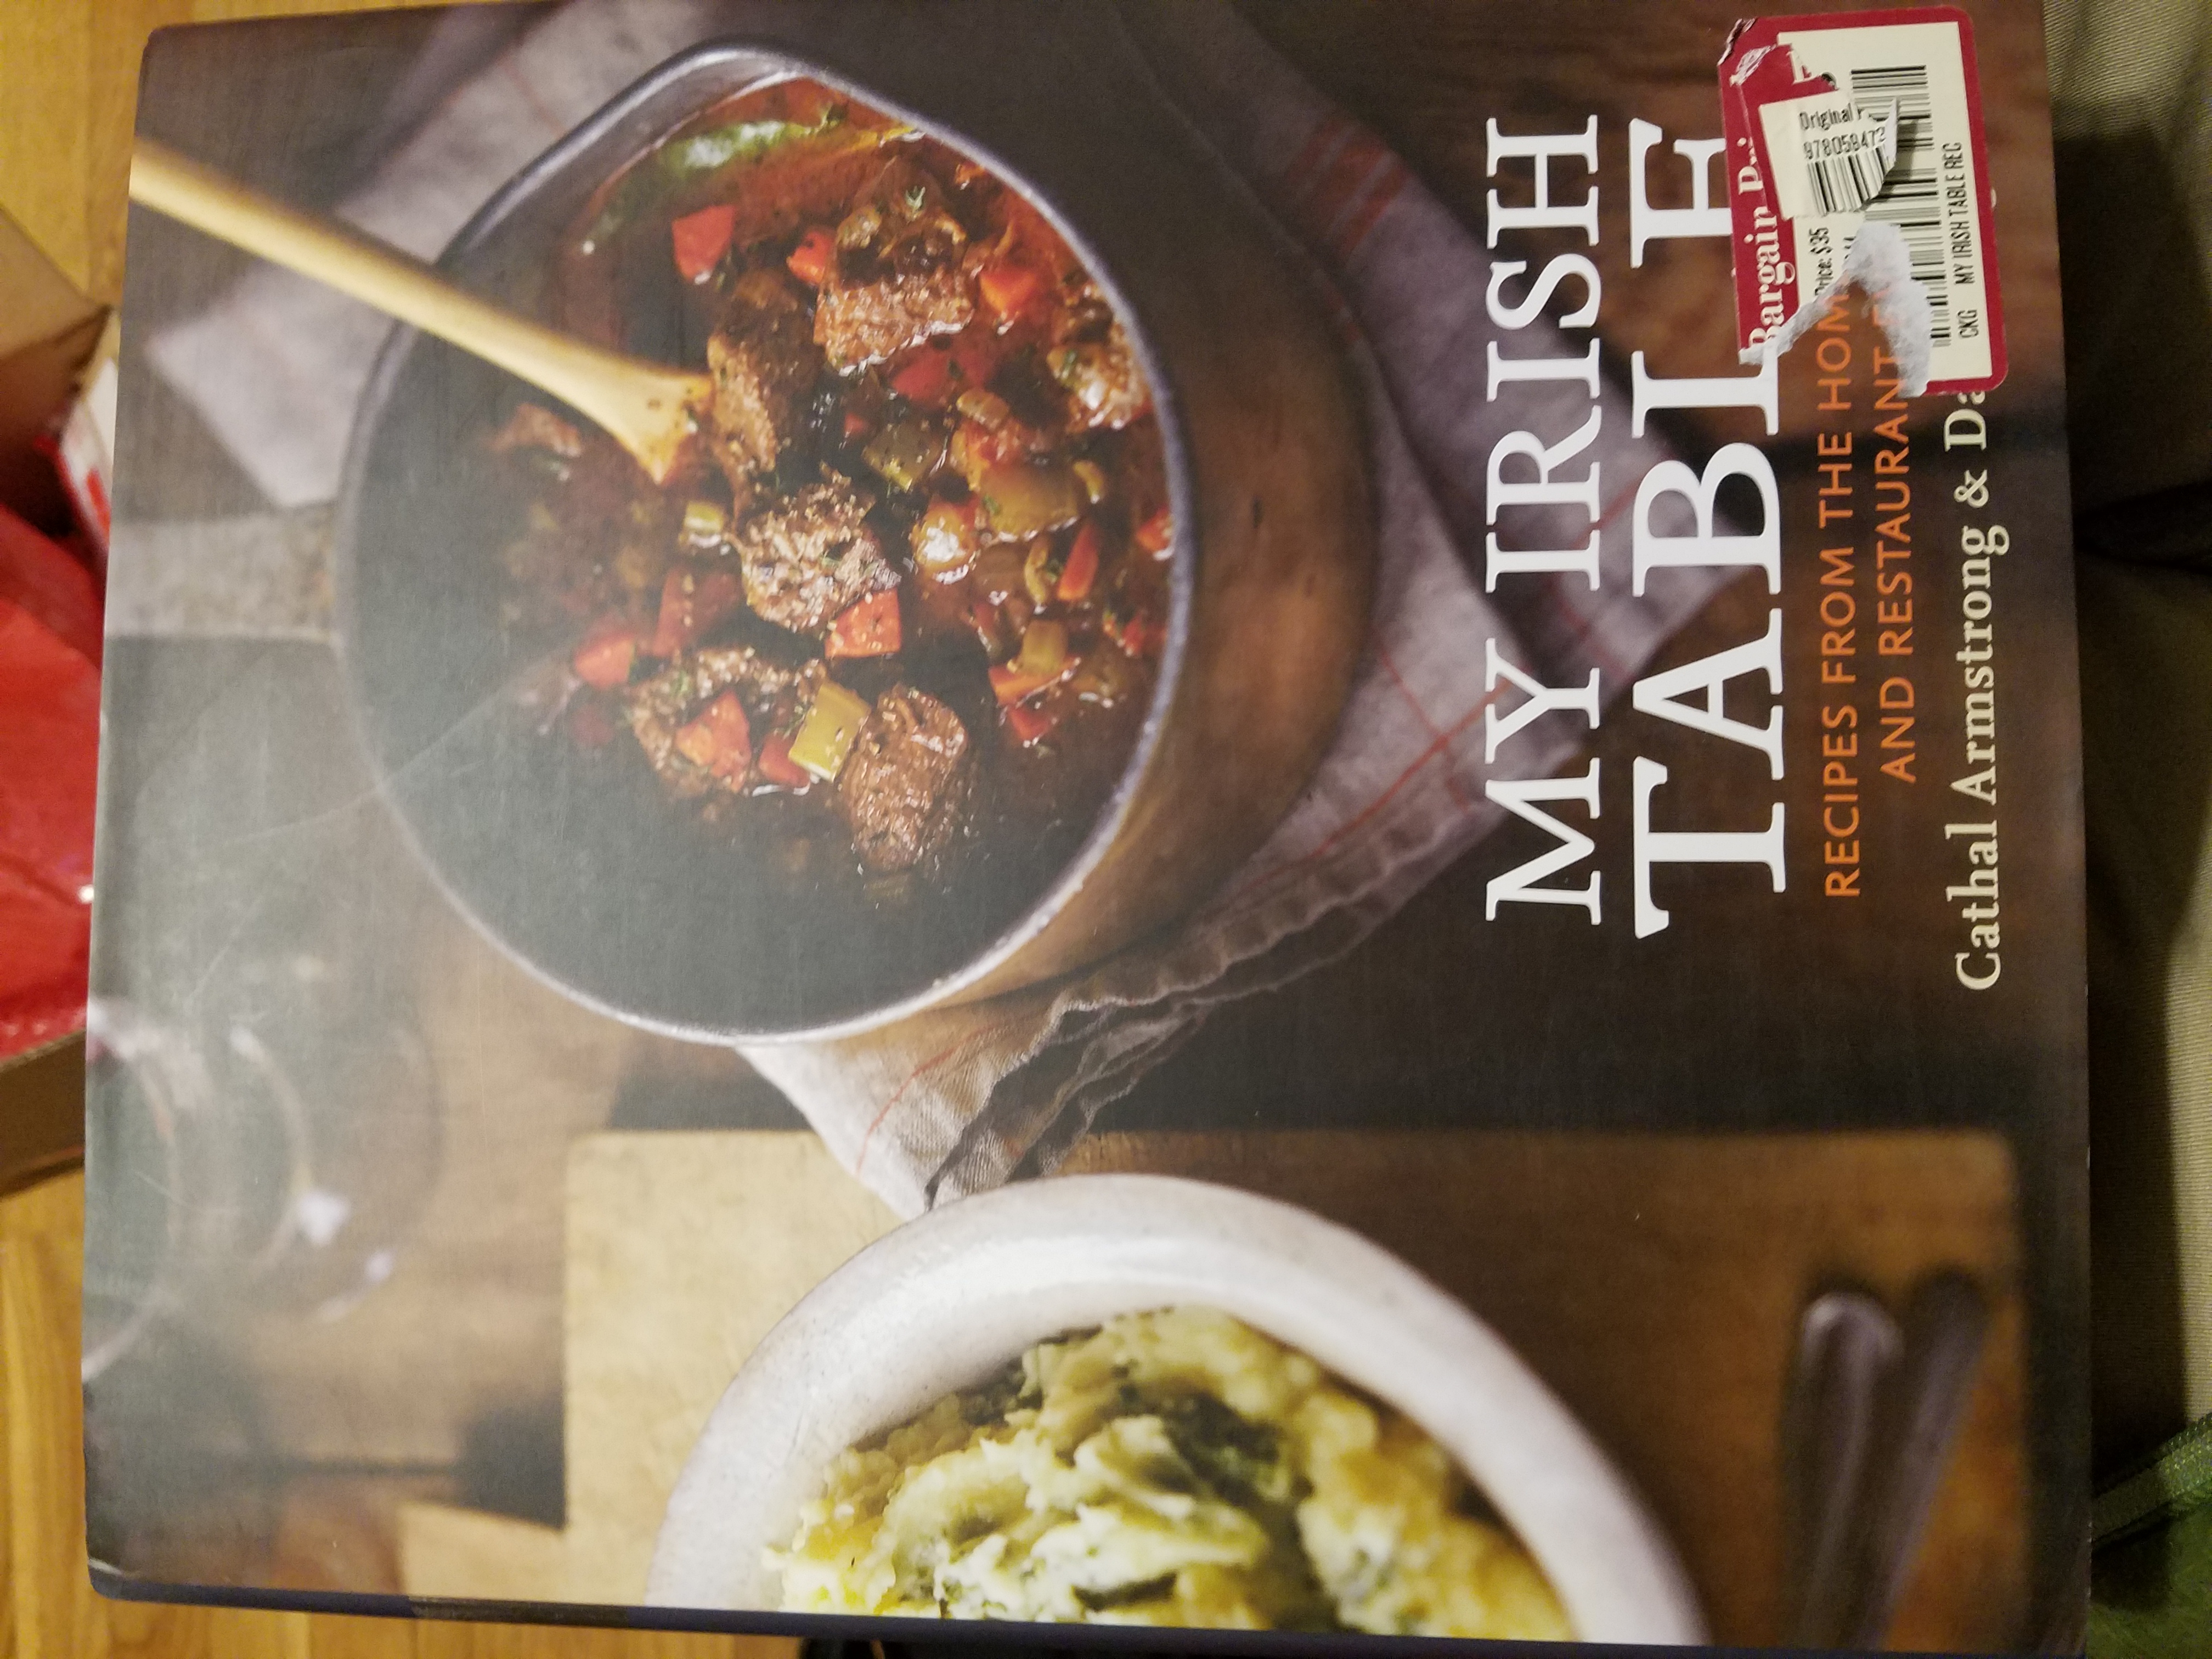 MY IRISH
TABLE
RECIPES FROM THE HOM
AND RESTAURANT
Cathal Armstrong & Da
Bargain
Price: $35
Original
CKG MY IRISH TABLE REC